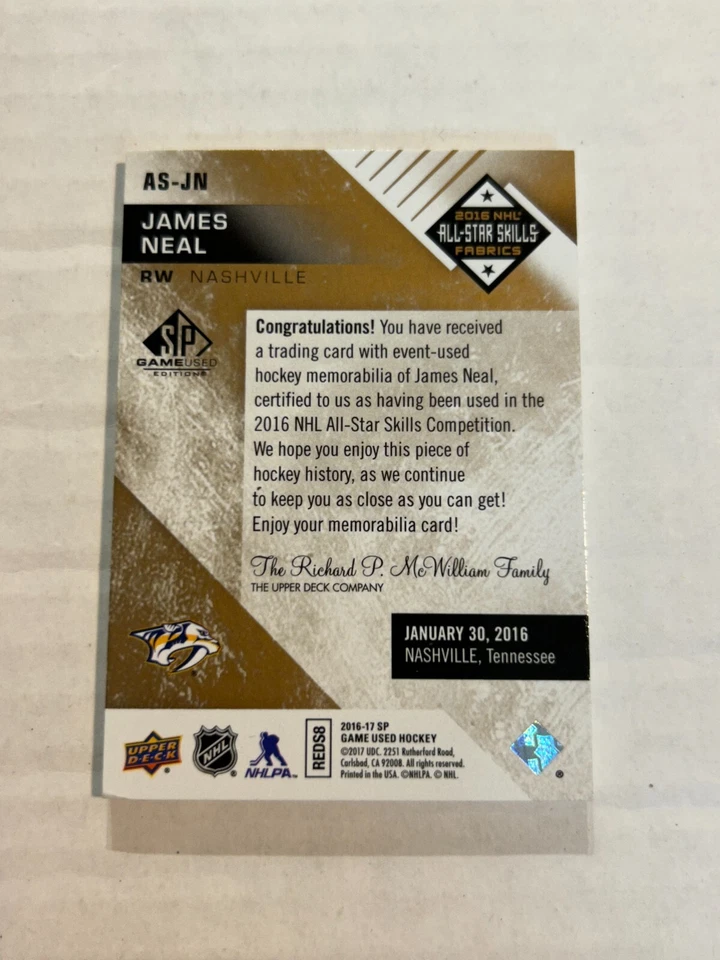 AS-JN
JAMES
NEAL
RW NASHVILLE
2016 NHL®
ALL-STAR SKILLS
FABRICS
SP
GAMEUSED
EDITIONS
Congratulations! You have received
a trading card with event-used
hockey memorabilia of James Neal,
certified to us as having been used in the
2016 NHL All-Star Skills Competition.
We hope you enjoy this piece of
hockey history, as we continue
to keep you as close as you can get!
Enjoy your memorabilia card!
The Richard P. McWilliam Family
THE UPPER DECK COMPANY
JANUARY 30, 2016
NASHVILLE, Tennessee
UPPER
D·E·C·K
®
NHL
®
NHLPA™
REDS8
2016-17 SP
GAME USED HOCKEY
©2017 UDC. 2251 Rutherford Road,
Carlsbad, CA 92008. All rights reserved.
Printed in the USA. ©NHLPA. © NHL.
®